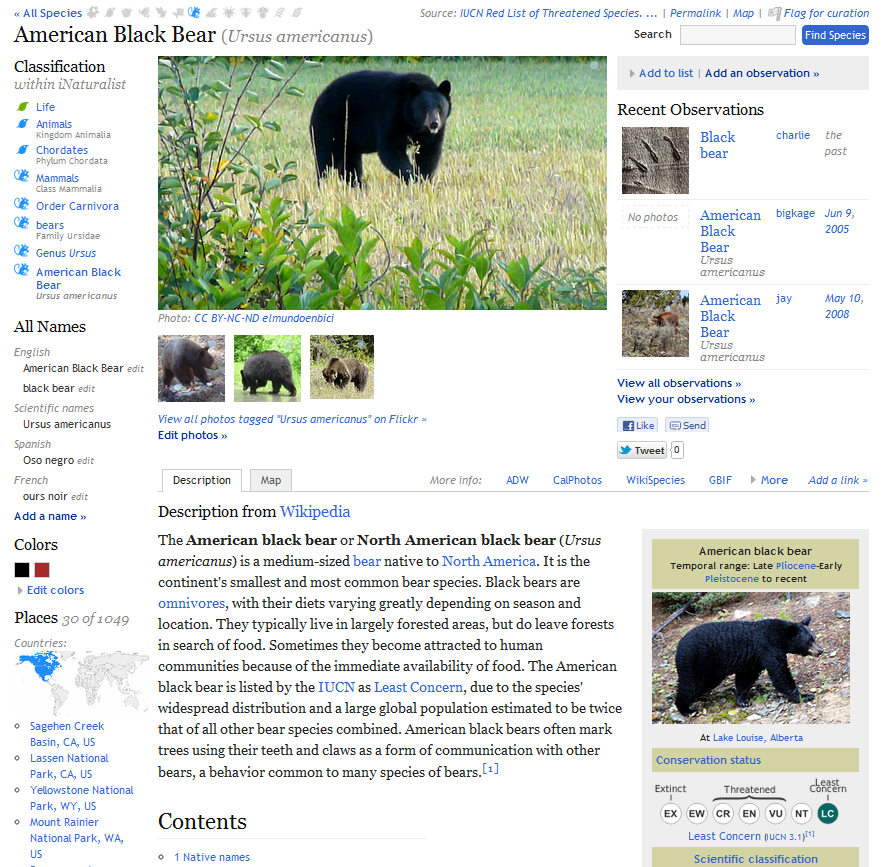 « All Species
Source: IUCN Red List of Threatened Species. ... | Permalink | Map | Flag for curation
American Black Bear (Ursus americanus)
Search
Find Species
Classification
within iNaturalist
Life
Animals
Kingdom Animalia
Chordates
Phylum Chordata
Mammals
Class Mammalia
Order Carnivora
bears
Family Ursidae
Genus Ursus
American Black
Bear
Ursus americanus
All Names
English
American Black Bear edit
black bear edit
Scientific names
Ursus americanus
Spanish
Oso negro edit
French
ours noir edit
Add a name »
Colors
Edit colors
Places 30 of 1049
Countries:
Sagehen Creek
Basin, CA, US
Lassen National
Park, CA, US
Yellowstone National
Park, WY, US
Mount Rainier
National Park, WA,
US
Photo: CC BY-NC-ND elmundoenbici
View all photos tagged "Ursus americanus" on Flickr »
Edit photos »
Add to list | Add an observation »
Recent Observations
Black
bear
charlie
the
past
No photos
American
Black
Bear
Ursus
americanus
bigkage
Jun 9,
2005
American
Black
Bear
Ursus
americanus
jay
May 10,
2008
View all observations »
View your observations »
Like
Send
Tweet
0
Description
Map
More info: ADW CalPhotos WikiSpecies GBIF More Add a link »
Description from Wikipedia
The American black bear or North American black bear (Ursus
americanus) is a medium-sized bear native to North America. It is the
continent's smallest and most common bear species. Black bears are
omnivores, with their diets varying greatly depending on season and
location. They typically live in largely forested areas, but do leave forests
in search of food. Sometimes they become attracted to human
communities because of the immediate availability of food. The American
black bear is listed by the IUCN as Least Concern, due to the species'
widespread distribution and a large global population estimated to be twice
that of all other bear species combined. American black bears often mark
trees using their teeth and claws as a form of communication with other
bears, a behavior common to many species of bears.[1]
Contents
1 Native names
American black bear
Temporal range: Late Pliocene-Early
Pleistocene to recent
At Lake Louise, Alberta
Conservation status
Extinct
Threatened
Least
Concern
EX EW CR EN VU NT LC
Least Concern (IUCN 3.1)[1]
Scientific classification